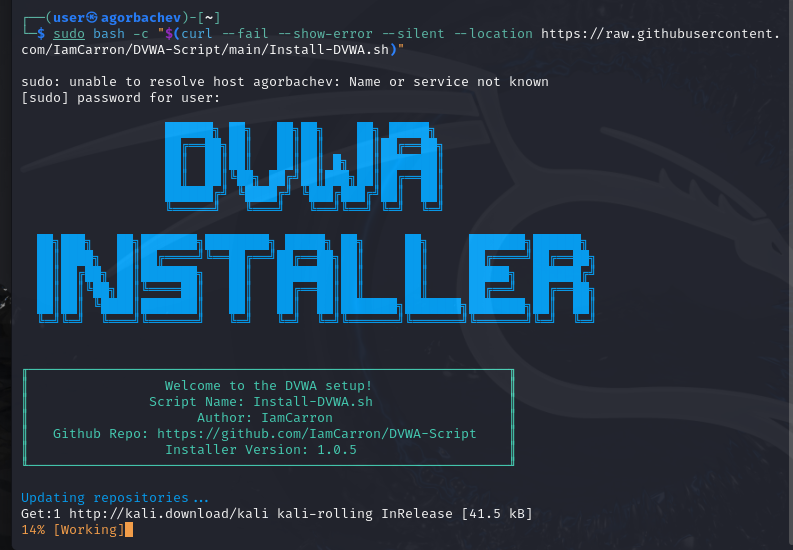 ┌──(user㉿agorbachev)-[~]
└─$ sudo bash -c "$(curl --fail --show-error --silent --location https://raw.githubusercontent.
com/IamCarron/DVWA-Script/main/Install-DVWA.sh)"
sudo: unable to resolve host agorbachev: Name or service not known
[sudo] password for user:
DVWA
INSTALLER
Welcome to the DVWA setup!
Script Name: Install-DVWA.sh
Author: IamCarron
Github Repo: https://github.com/IamCarron/DVWA-Script
Installer Version: 1.0.5
Updating repositories...
Get:1 http://kali.download/kali kali-rolling InRelease [41.5 kB]
14% [Working]